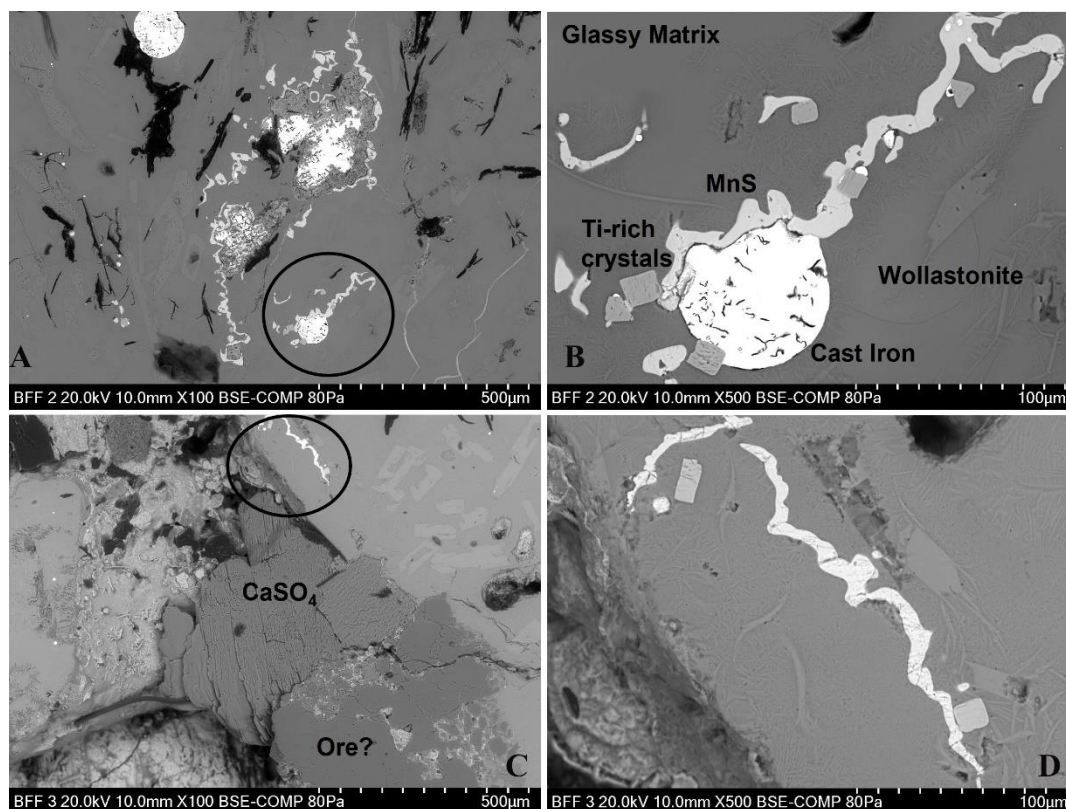 A
BFF 2 20.0kV 10.0mm X100 BSE-COMP 80Pa 500µm
Glassy Matrix
MnS
Ti-rich
crystals
Wollastonite
Cast Iron
B
BFF 2 20.0kV 10.0mm X500 BSE-COMP 80Pa 100µm
CaSO₄
Ore?
C
BFF 3 20.0kV 10.0mm X100 BSE-COMP 80Pa 500µm
D
BFF 3 20.0kV 10.0mm X500 BSE-COMP 80Pa 100µm